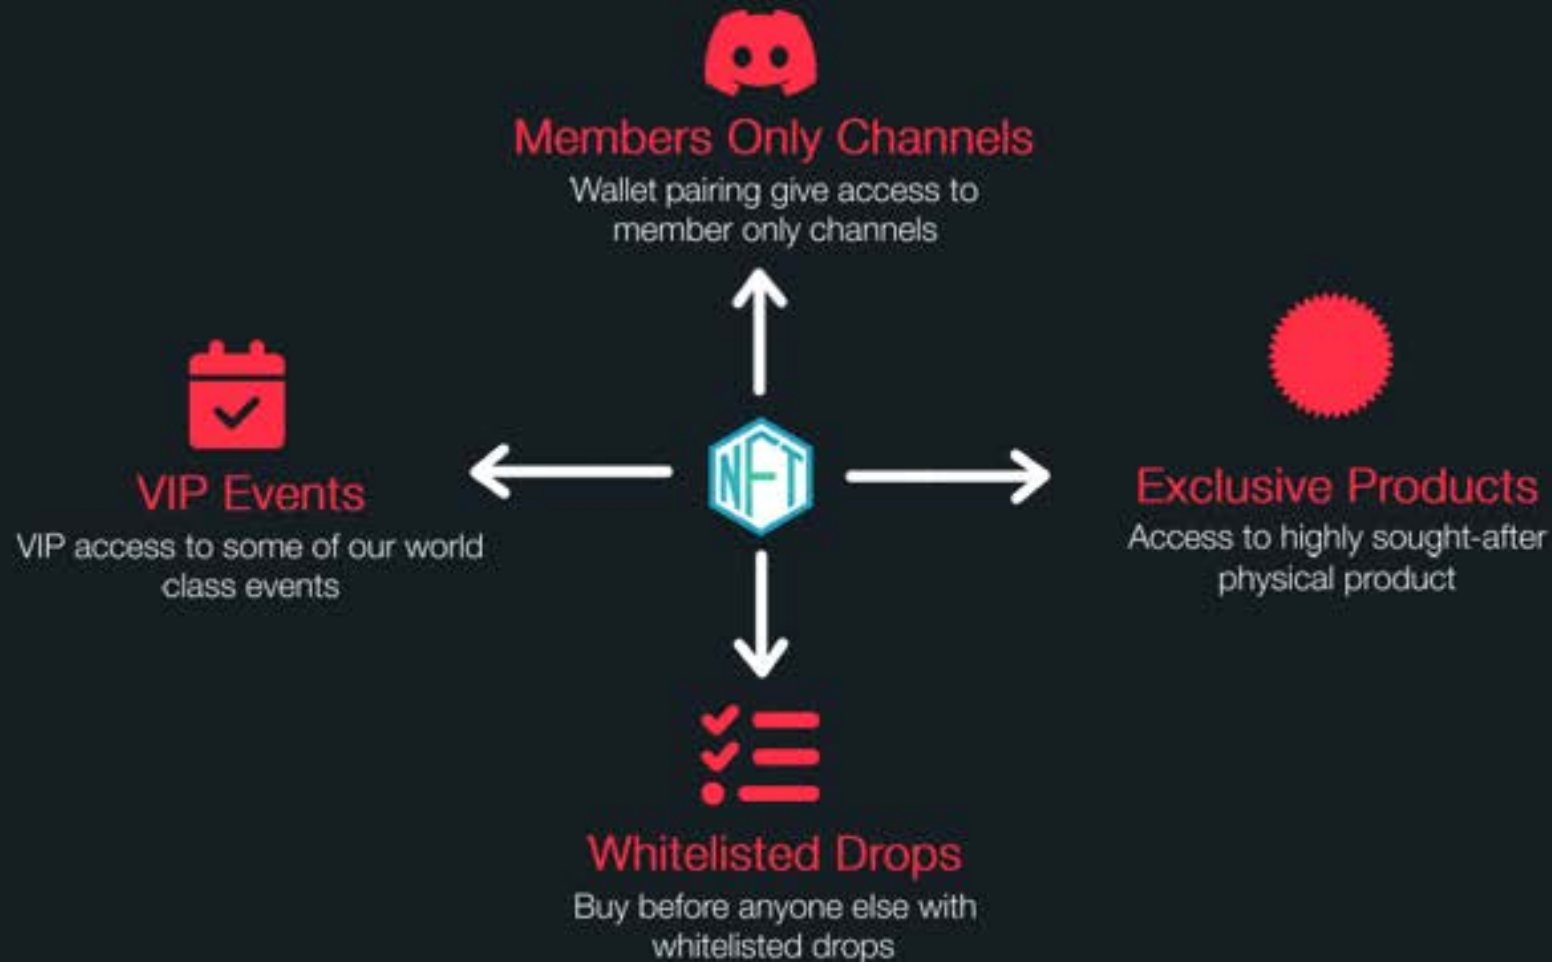 Members Only Channels
Wallet pairing give access to
member only channels
VIP Events
VIP access to some of our world
class events
NFT
Exclusive Products
Access to highly sought-after
physical product
Whitelisted Drops
Buy before anyone else with
whitelisted drops